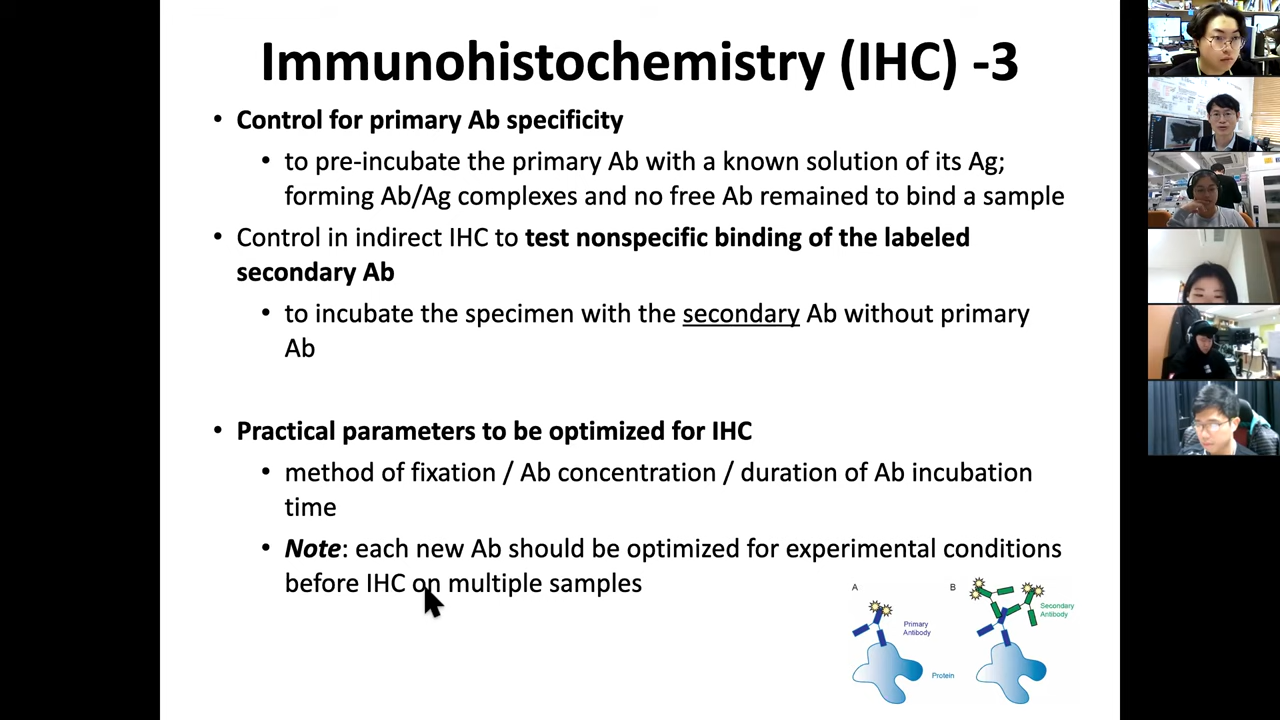 Immunohistochemistry (IHC) -3
• Control for primary Ab specificity
• to pre-incubate the primary Ab with a known solution of its Ag;
forming Ab/Ag complexes and no free Ab remained to bind a sample
• Control in indirect IHC to test nonspecific binding of the labeled
secondary Ab
• to incubate the specimen with the secondary Ab without primary
Ab
• Practical parameters to be optimized for IHC
• method of fixation / Ab concentration / duration of Ab incubation
time
• Note: each new Ab should be optimized for experimental conditions
before IHC on multiple samples
A
B
Primary
Antibody
Secondary
Antibody
Protein